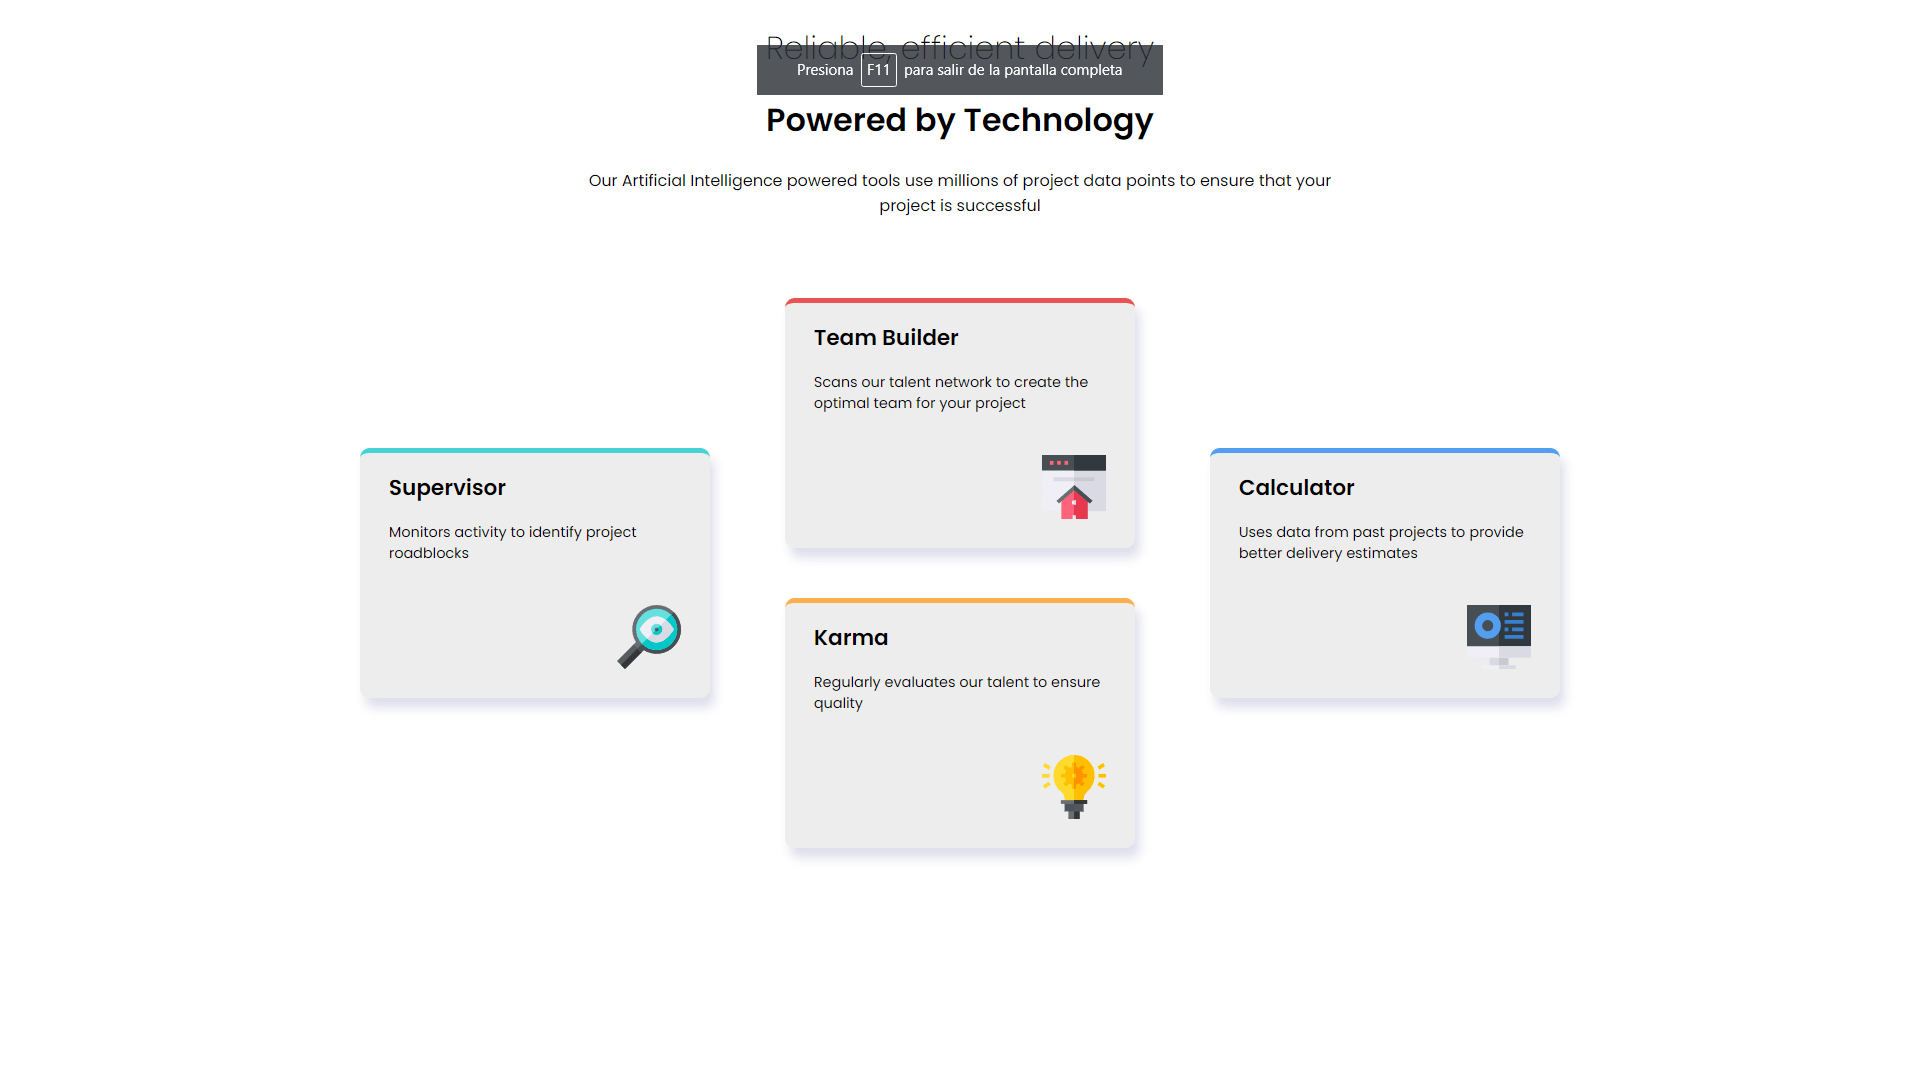 Reliable, efficient delivery
Presiona F11 para salir de la pantalla completa
Powered by Technology
Our Artificial Intelligence powered tools use millions of project data points to ensure that your
project is successful
Team Builder
Scans our talent network to create the
optimal team for your project
Supervisor
Monitors activity to identify project
roadblocks
Calculator
Uses data from past projects to provide
better delivery estimates
Karma
Regularly evaluates our talent to ensure
quality